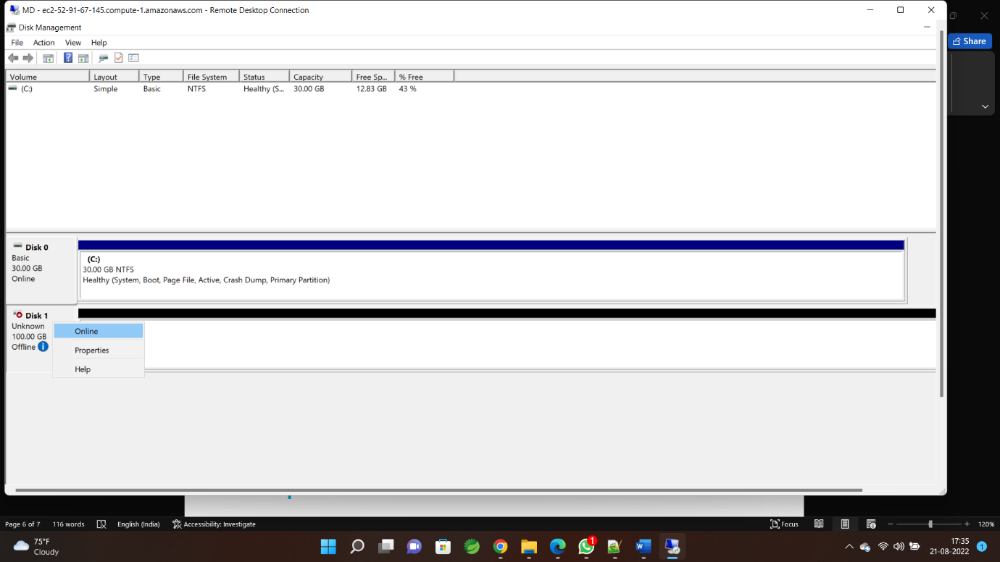 MD - ec2-52-91-67-145.compute-1.amazonaws.com - Remote Desktop Connection
Disk Management
File Action View Help
Share
Volume Layout Type File System Status Capacity Free Sp... % Free
(C:) Simple Basic NTFS Healthy (S... 30.00 GB 12.83 GB 43 %
Disk 0
Basic
30.00 GB
Online
(C:)
30.00 GB NTFS
Healthy (System, Boot, Page File, Active, Crash Dump, Primary Partition)
Disk 1
Unknown
100.00 GB
Offline
Online
Properties
Help
Page 6 of 7 116 words English (India) Accessibility: Investigate Focus 120%
75°F
Cloudy
1
17:35
21-08-2022
1